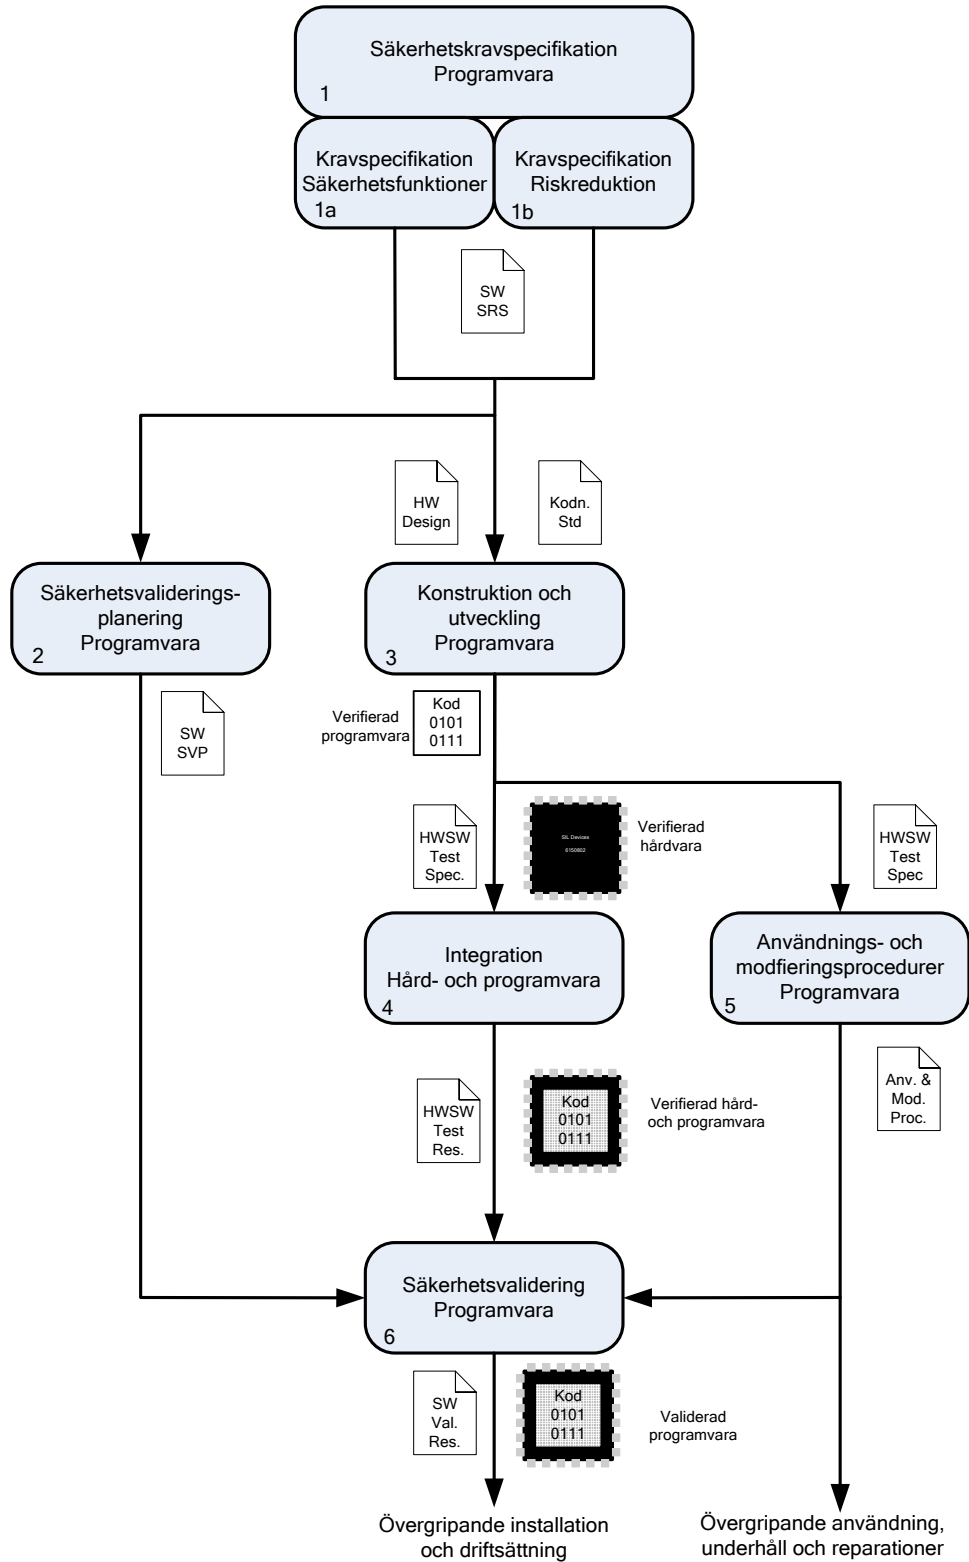 Säkerhetskravspecifikation
Programvara
1
Kravspecifikation
Säkerhetsfunktioner
1a
Kravspecifikation
Riskreduktion
1b
SW
SRS
HW
Design
Kodn.
Std
Säkerhetsvaliderings-
planering
Programvara
2
Konstruktion och
utveckling
Programvara
3
SW
SVP
Verifierad
programvara
Kod
0101
0111
HWSW
Test
Spec.
SIL Devices
6150802
Verifierad
hårdvara
HWSW
Test
Spec
Integration
Hård- och programvara
4
Användnings- och
modfieringsprocedurer
Programvara
5
HWSW
Test
Res.
Kod
0101
0111
Verifierad hård-
och programvara
Anv. &
Mod.
Proc.
Säkerhetsvalidering
Programvara
6
SW
Val.
Res.
Kod
0101
0111
Validerad
programvara
Övergripande installation
och driftsättning
Övergripande användning,
underhåll och reparationer